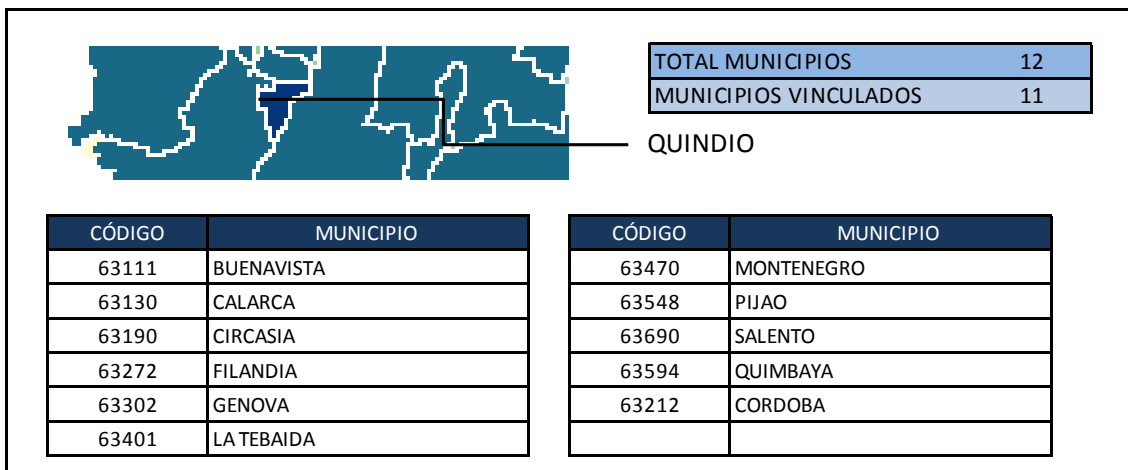 TOTAL MUNICIPIOS 12
MUNICIPIOS VINCULADOS 11
QUINDIO
CÓDIGO MUNICIPIO
63111 BUENAVISTA
63130 CALARCA
63190 CIRCASIA
63272 FILANDIA
63302 GENOVA
63401 LA TEBAIDA
CÓDIGO MUNICIPIO
63470 MONTENEGRO
63548 PIJAO
63690 SALENTO
63594 QUIMBAYA
63212 CORDOBA